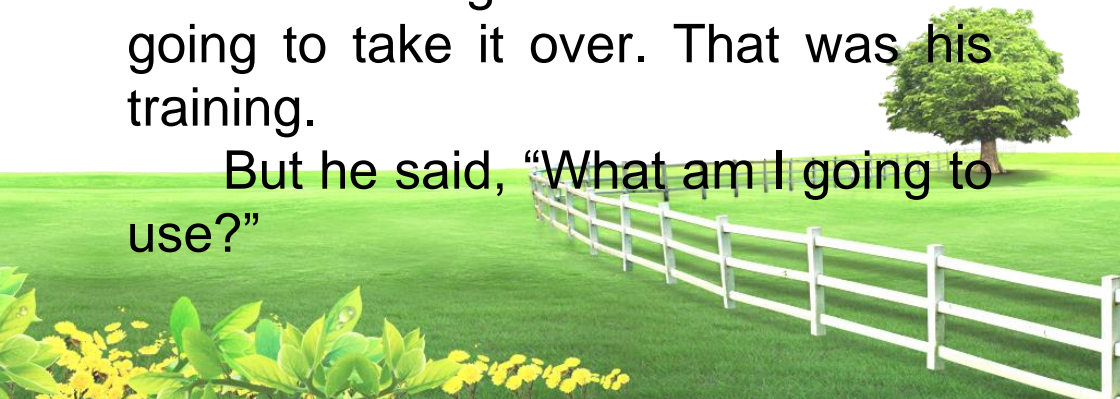 going to take it over. That was his
training.
But he said, “What am I going to
use?”